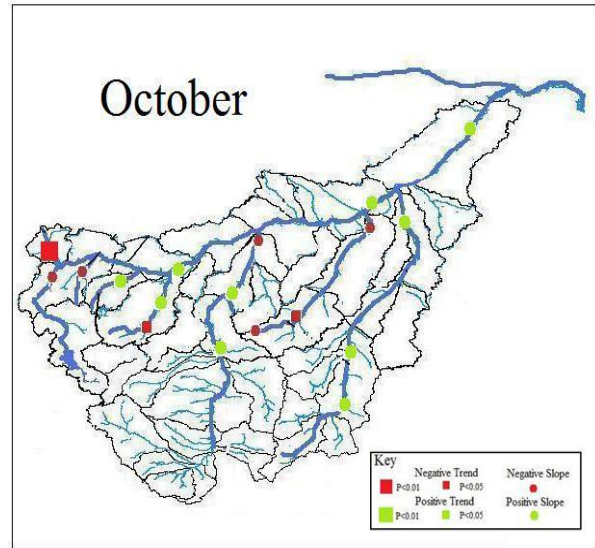 October
Key
Negative Trend Negative Slope
P<0.01 P<0.05
Positive Trend Positive Slope
P<0.01 P<0.05